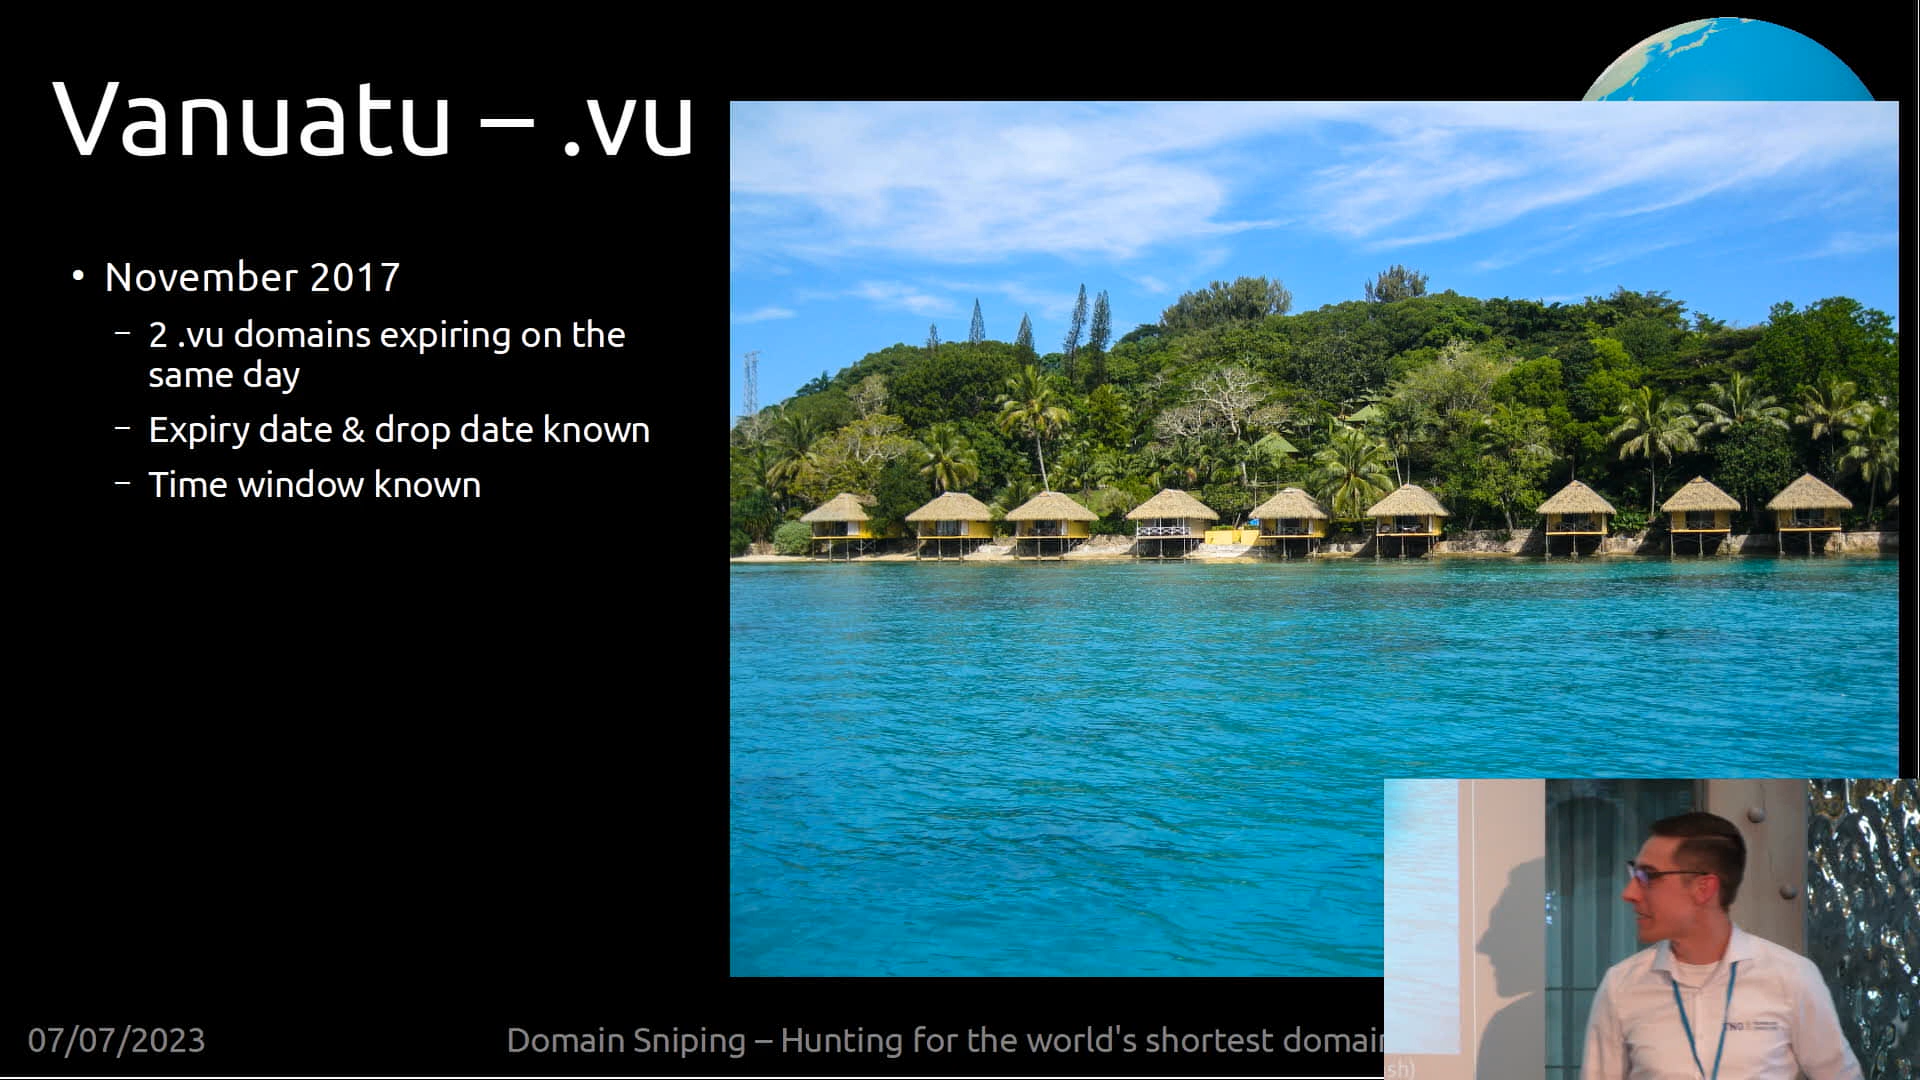 Vanuatu – .vu
• November 2017
– 2 .vu domains expiring on the
same day
– Expiry date & drop date known
– Time window known
07/07/2023
Domain Sniping – Hunting for the world's shortest domai
sh)